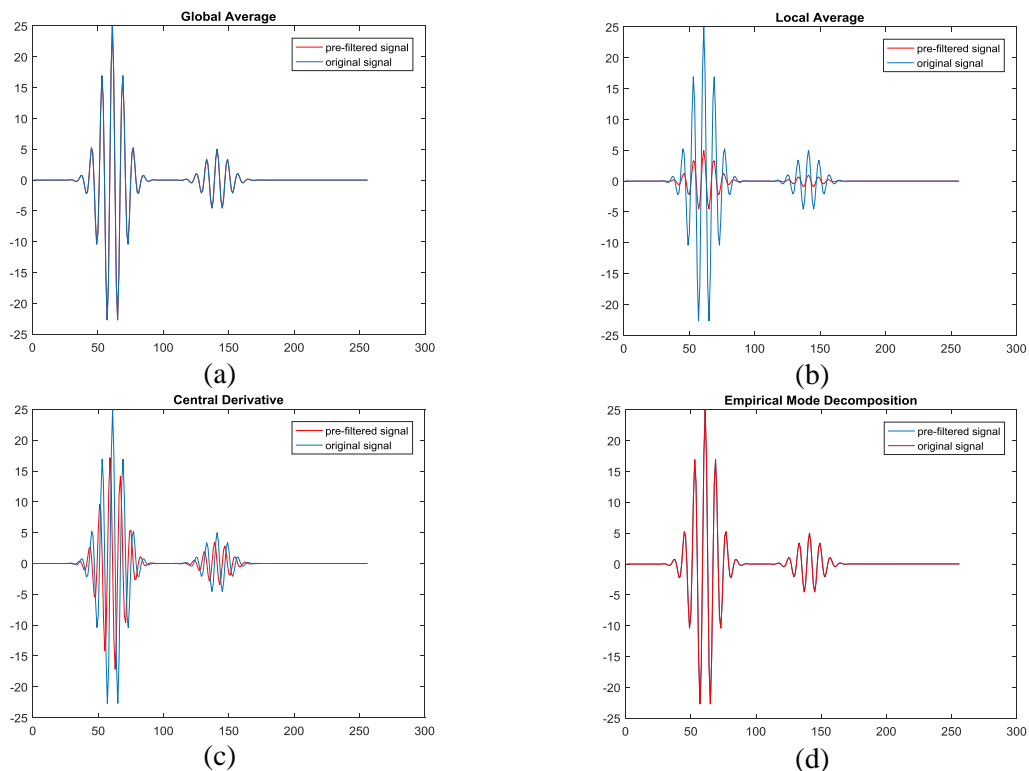 Global Average
25
20
15
10
5
0
-5
-10
-15
-20
-25
0 50 100 150 200 250 300
pre-filtered signal
original signal
(a)
Local Average
25
20
15
10
5
0
-5
-10
-15
-20
-25
0 50 100 150 200 250 300
pre-filtered signal
original signal
(b)
Central Derivative
25
20
15
10
5
0
-5
-10
-15
-20
-25
0 50 100 150 200 250 300
pre-filtered signal
original signal
(c)
Empirical Mode Decomposition
25
20
15
10
5
0
-5
-10
-15
-20
-25
0 50 100 150 200 250 300
pre-filtered signal
original signal
(d)